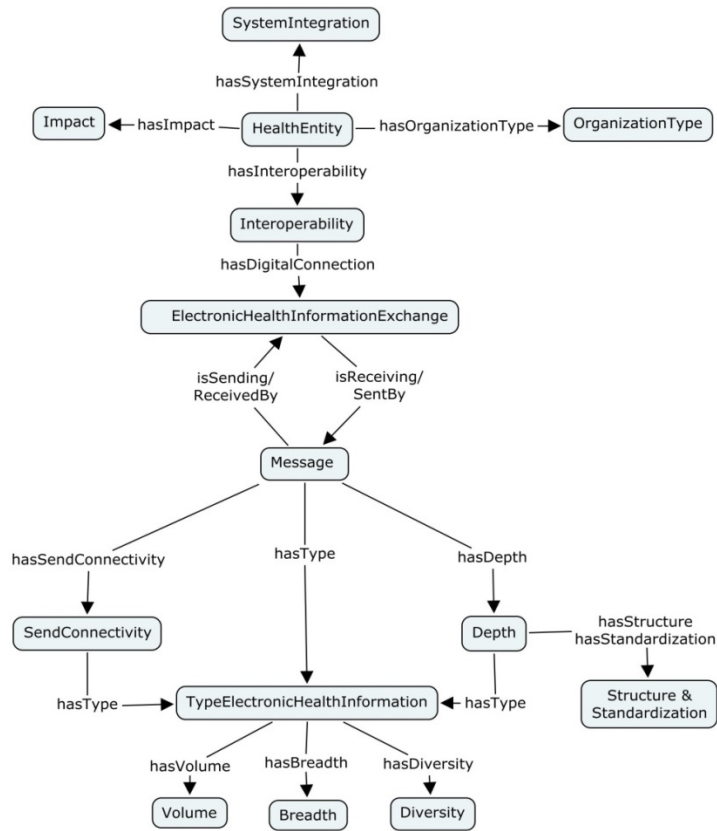 SystemIntegration
hasSystemIntegration
Impact
hasImpact
HealthEntity
hasOrganizationType
OrganizationType
hasInteroperability
Interoperability
hasDigitalConnection
ElectronicHealthInformationExchange
isSending/
ReceivedBy
isReceiving/
SentBy
Message
hasSendConnectivity
hasType
hasDepth
SendConnectivity
Depth
hasStructure
hasStandardization
hasType
TypeElectronicHealthInformation
hasType
Structure &
Standardization
hasVolume
hasBreadth
hasDiversity
Volume
Breadth
Diversity